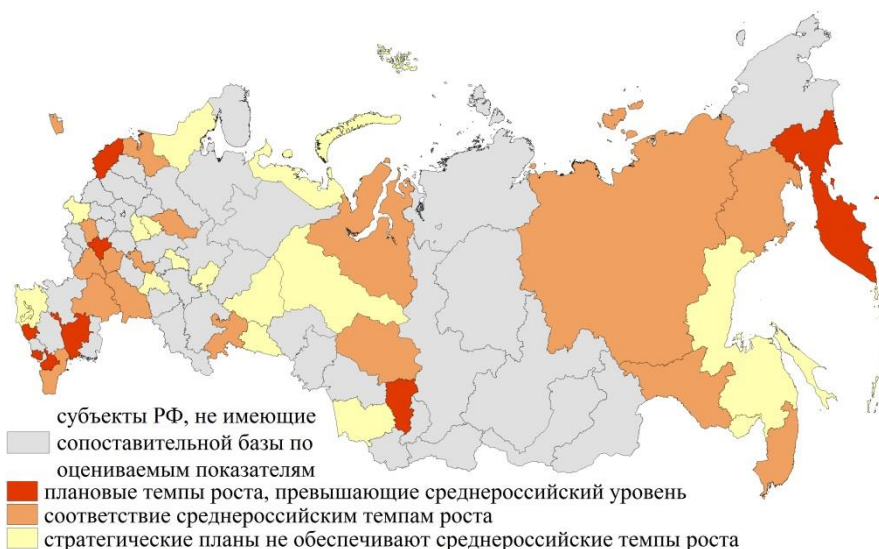 субъекты РФ, не имеющие
сопоставительной базы по
оцениваемым показателям
плановые темпы роста, превышающие среднероссийский уровень
соответствие среднероссийским темпам роста
стратегические планы не обеспечивают среднероссийские темпы роста